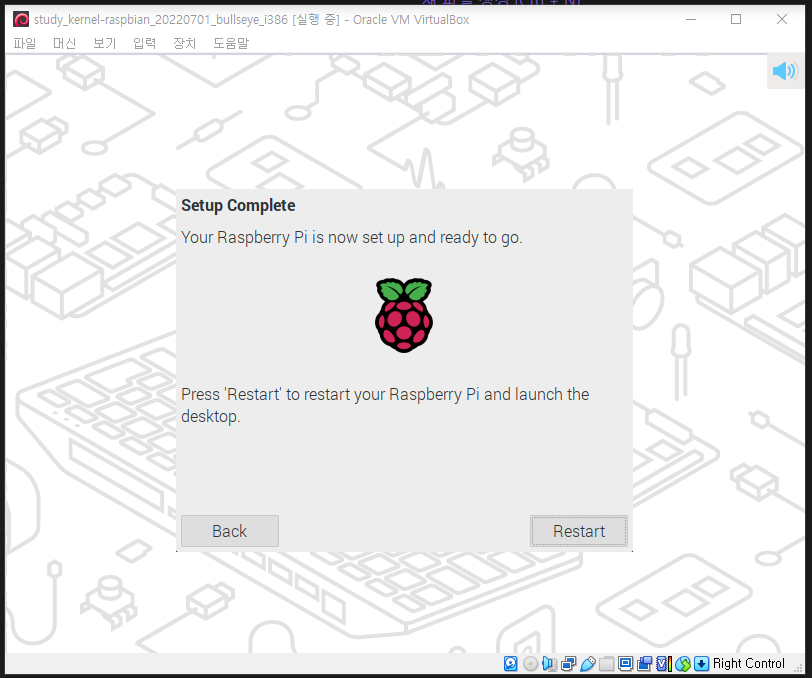 study_kernel-raspbian_20220701_bullseye_i386 [실행 중] - Oracle VM VirtualBox
파일 머신 보기 입력 장치 도움말
Setup Complete
Your Raspberry Pi is now set up and ready to go.
Press 'Restart' to restart your Raspberry Pi and launch the
desktop.
Back Restart
Right Control